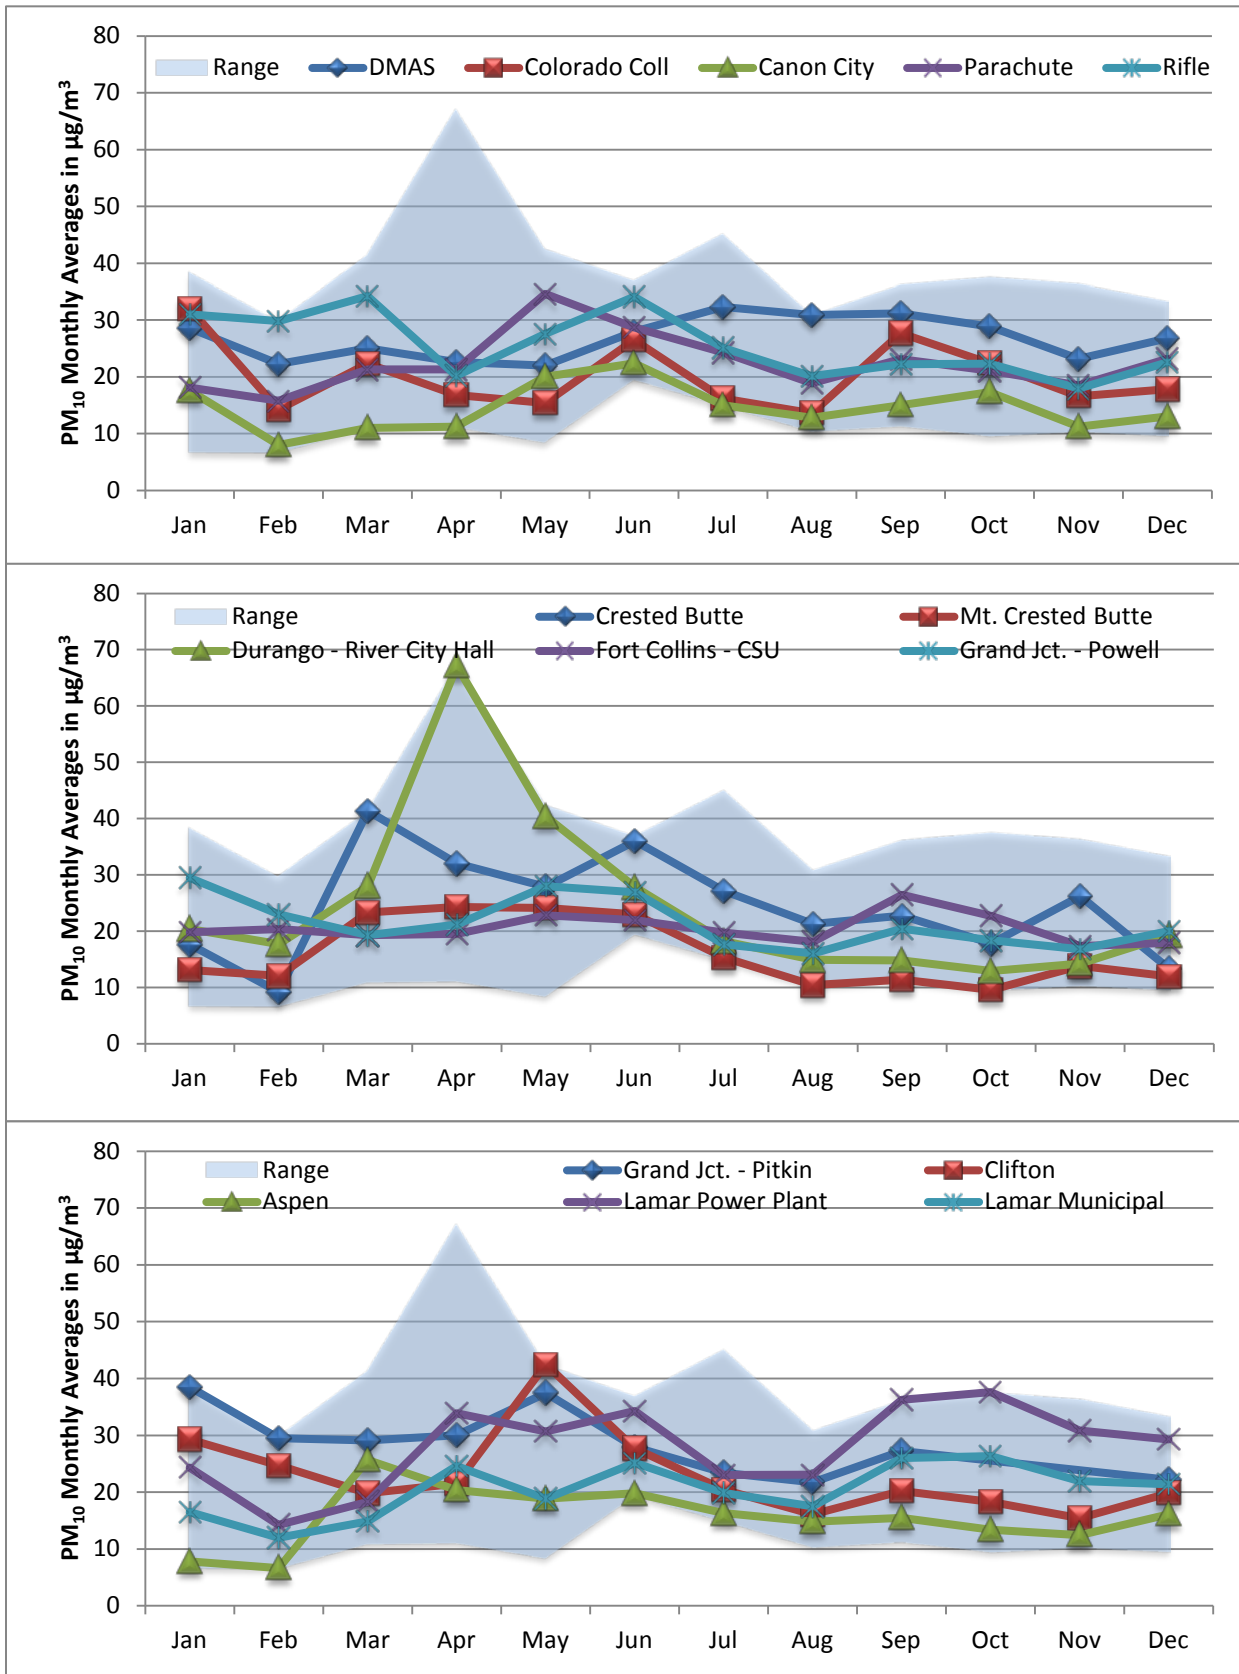 PM₁₀ Monthly Averages in µg/m³
Range DMAS Colorado Coll Canon City Parachute Rifle
80
70
60
50
40
30
20
10
0
Jan Feb Mar Apr May Jun Jul Aug Sep Oct Nov Dec
PM₁₀ Monthly Averages in µg/m³
Range Crested Butte Mt. Crested Butte
Durango - River City Hall Fort Collins - CSU Grand Jct. - Powell
80
70
60
50
40
30
20
10
0
Jan Feb Mar Apr May Jun Jul Aug Sep Oct Nov Dec
PM₁₀ Monthly Averages in µg/m³
Range Grand Jct. - Pitkin Clifton
Aspen Lamar Power Plant Lamar Municipal
80
70
60
50
40
30
20
10
0
Jan Feb Mar Apr May Jun Jul Aug Sep Oct Nov Dec